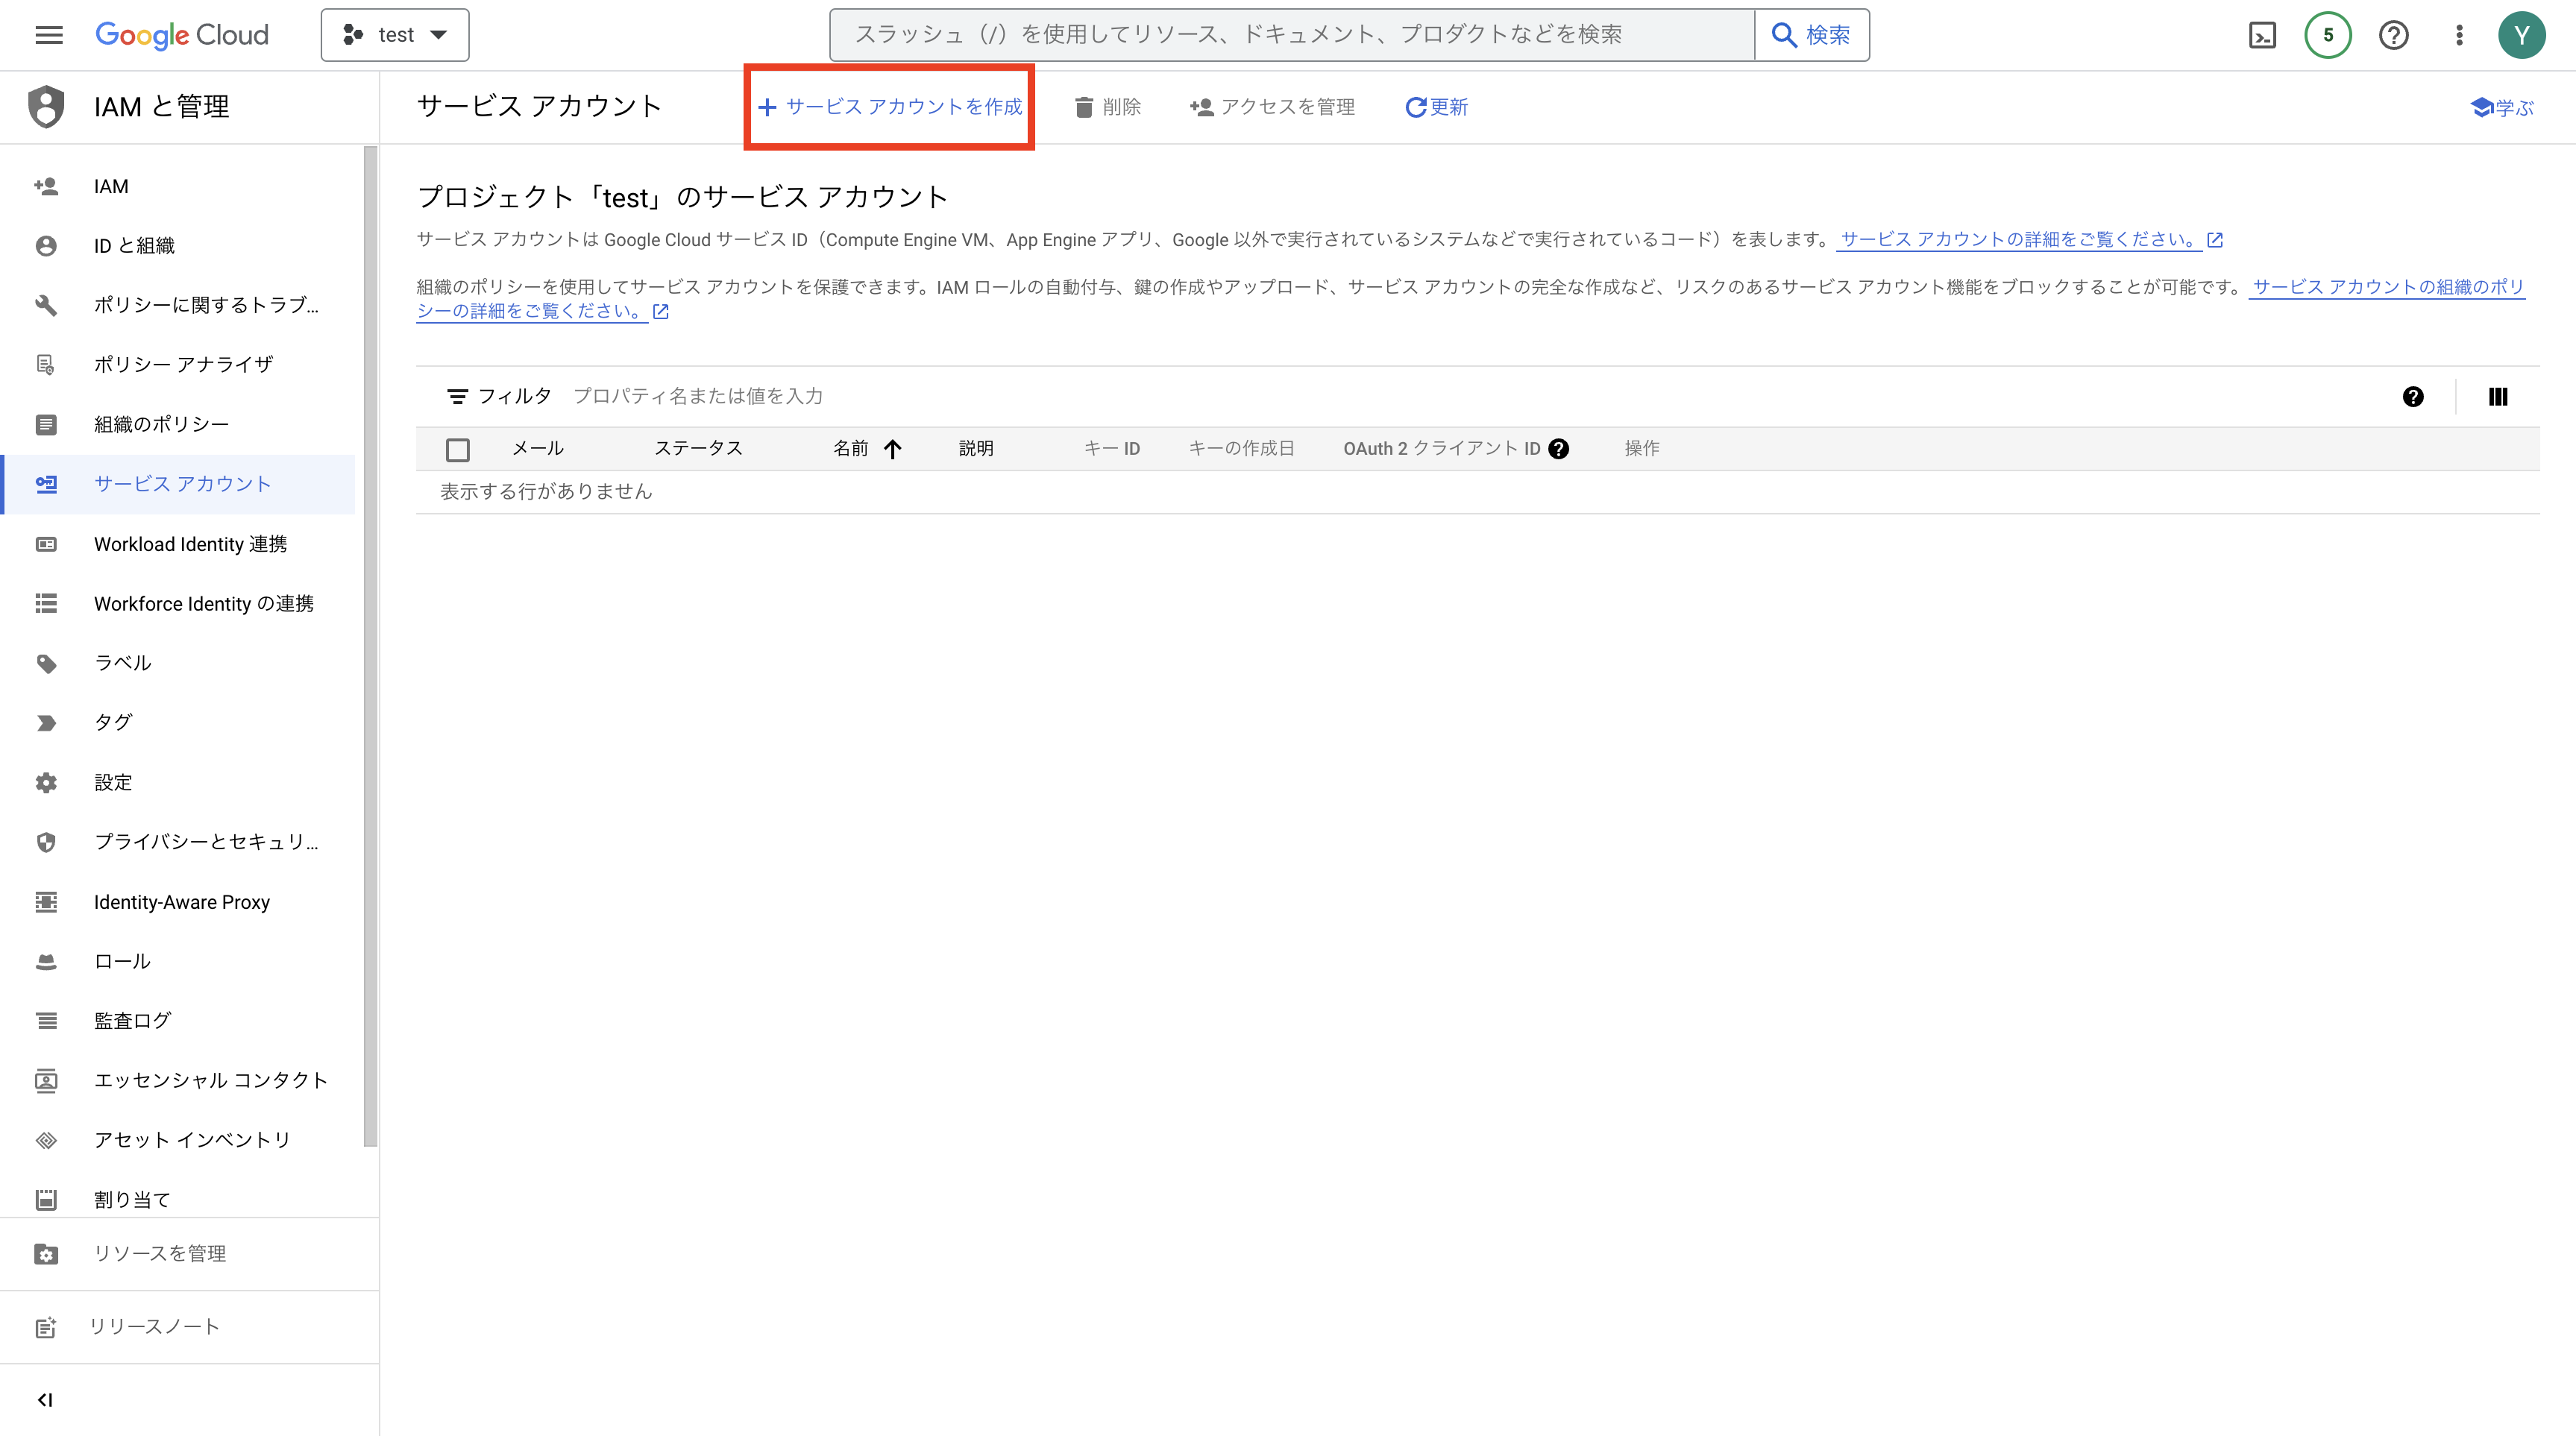 Google Cloud
test
スラッシュ（/）を使用してリソース、ドキュメント、プロダクトなどを検索
検索
5
Y
IAM と管理
サービス アカウント
サービス アカウントを作成
削除
アクセスを管理
更新
学ぶ
IAM
ID と組織
ポリシーに関するトラブ...
ポリシー アナライザ
組織のポリシー
サービス アカウント
Workload Identity 連携
Workforce Identity の連携
ラベル
タグ
設定
プライバシーとセキュリ...
Identity-Aware Proxy
ロール
監査ログ
エッセンシャル コンタクト
アセット インベントリ
割り当て
リソースを管理
リリースノート
プロジェクト「test」のサービス アカウント
サービス アカウントは Google Cloud サービス ID（Compute Engine VM、App Engine アプリ、Google 以外で実行されているシステムなどで実行されているコード）を表します。 サービス アカウントの詳細をご覧ください。
組織のポリシーを使用してサービス アカウントを保護できます。IAM ロールの自動付与、鍵の作成やアップロード、サービス アカウントの完全な作成など、リスクのあるサービス アカウント機能をブロックすることが可能です。 サービス アカウントの組織のポリ
シーの詳細をご覧ください。
フィルタ プロパティ名または値を入力
メール ステータス 名前 説明 キー ID キーの作成日 OAuth 2 クライアント ID 操作
表示する行がありません